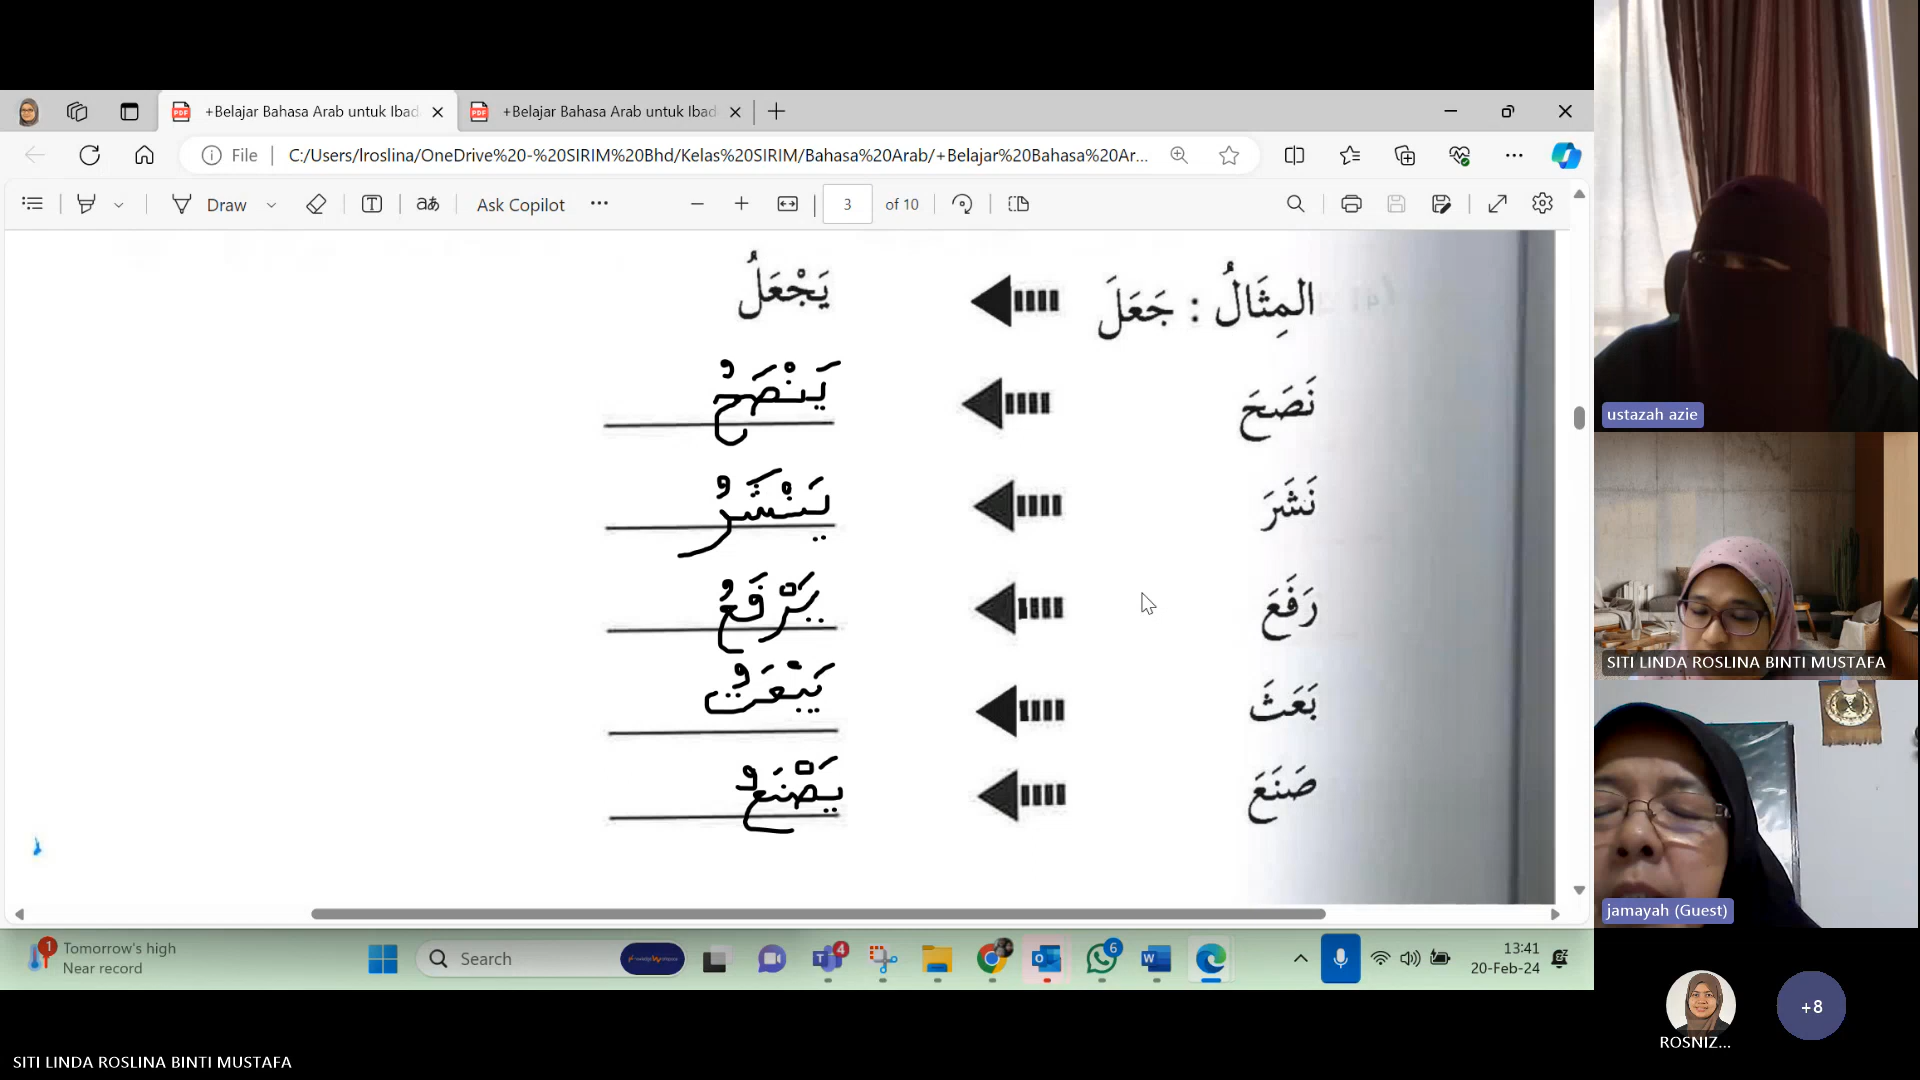 +Belajar Bahasa Arab untuk Ibad
+Belajar Bahasa Arab untuk Ibad
File
C:/Users/lroslina/OneDrive%20-%20SIRIM%20Bhd/Kelas%20SIRIM/Bahasa%20Arab/+Belajar%20Bahasa%20Ar...
Draw
Ask Copilot
3 of 10
المِثَالُ : جَعَلَ يَجْعَلُ
نَصَحَ يَنْصَحُ
نَشَرَ يَنْشَرُ
رَفَعَ يَرْفَعُ
بَعَثَ يَبْعَثُ
صَنَعَ يَصْنَعُ
ustazah azie
SITI LINDA ROSLINA BINTI MUSTAFA
jamayah (Guest)
1
Tomorrow's high
Near record
Search
4
6
13:41
20-Feb-24
ROSNIZ...
+8
SITI LINDA ROSLINA BINTI MUSTAFA